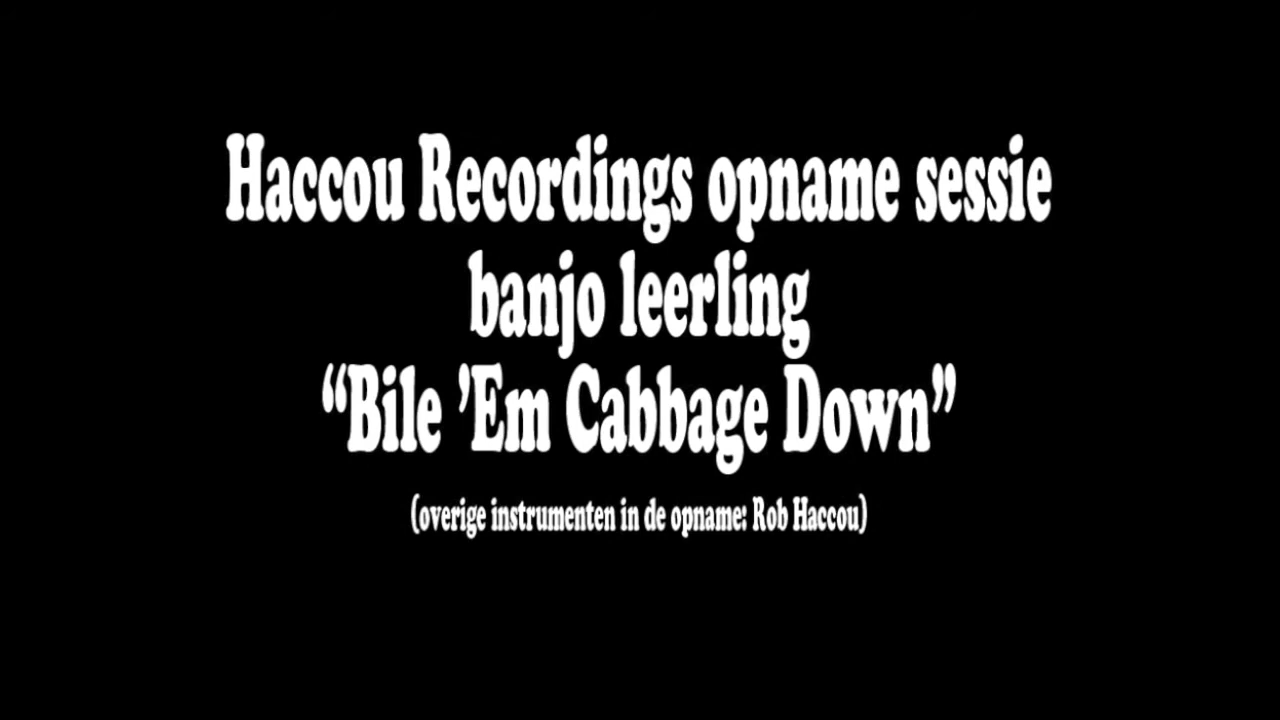 Haccou Recordings opname sessie
banjo leerling
“Bile ’Em Cabbage Down”
(overige instrumenten in de opname: Rob Haccou)